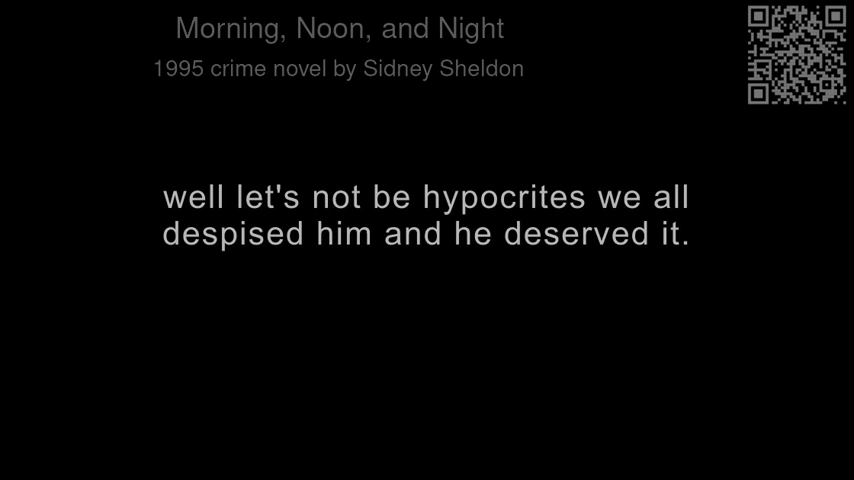 Morning, Noon, and Night
1995 crime novel by Sidney Sheldon
well let's not be hypocrites we all
despised him and he deserved it.